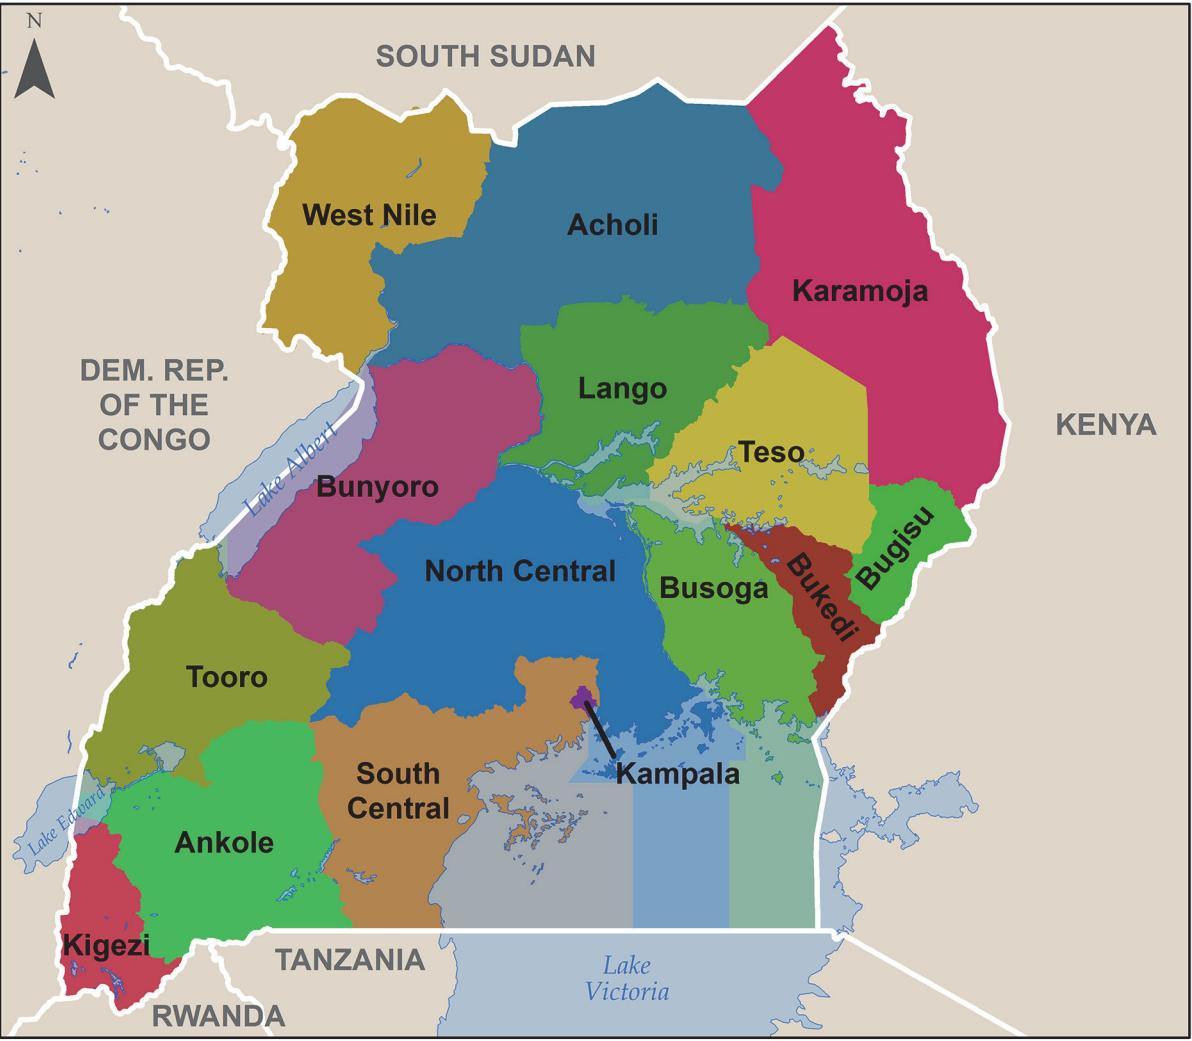 N
SOUTH SUDAN
West Nile
Acholi
Karamoja
DEM. REP.
OF THE
CONGO
Lango
KENYA
Lake Albert
Teso
Bunyoro
Bugisu
North Central
Busoga
Bukedi
Tooro
Kampala
South
Central
Lake Edward
Ankole
Kigezi
TANZANIA
Lake
Victoria
RWANDA